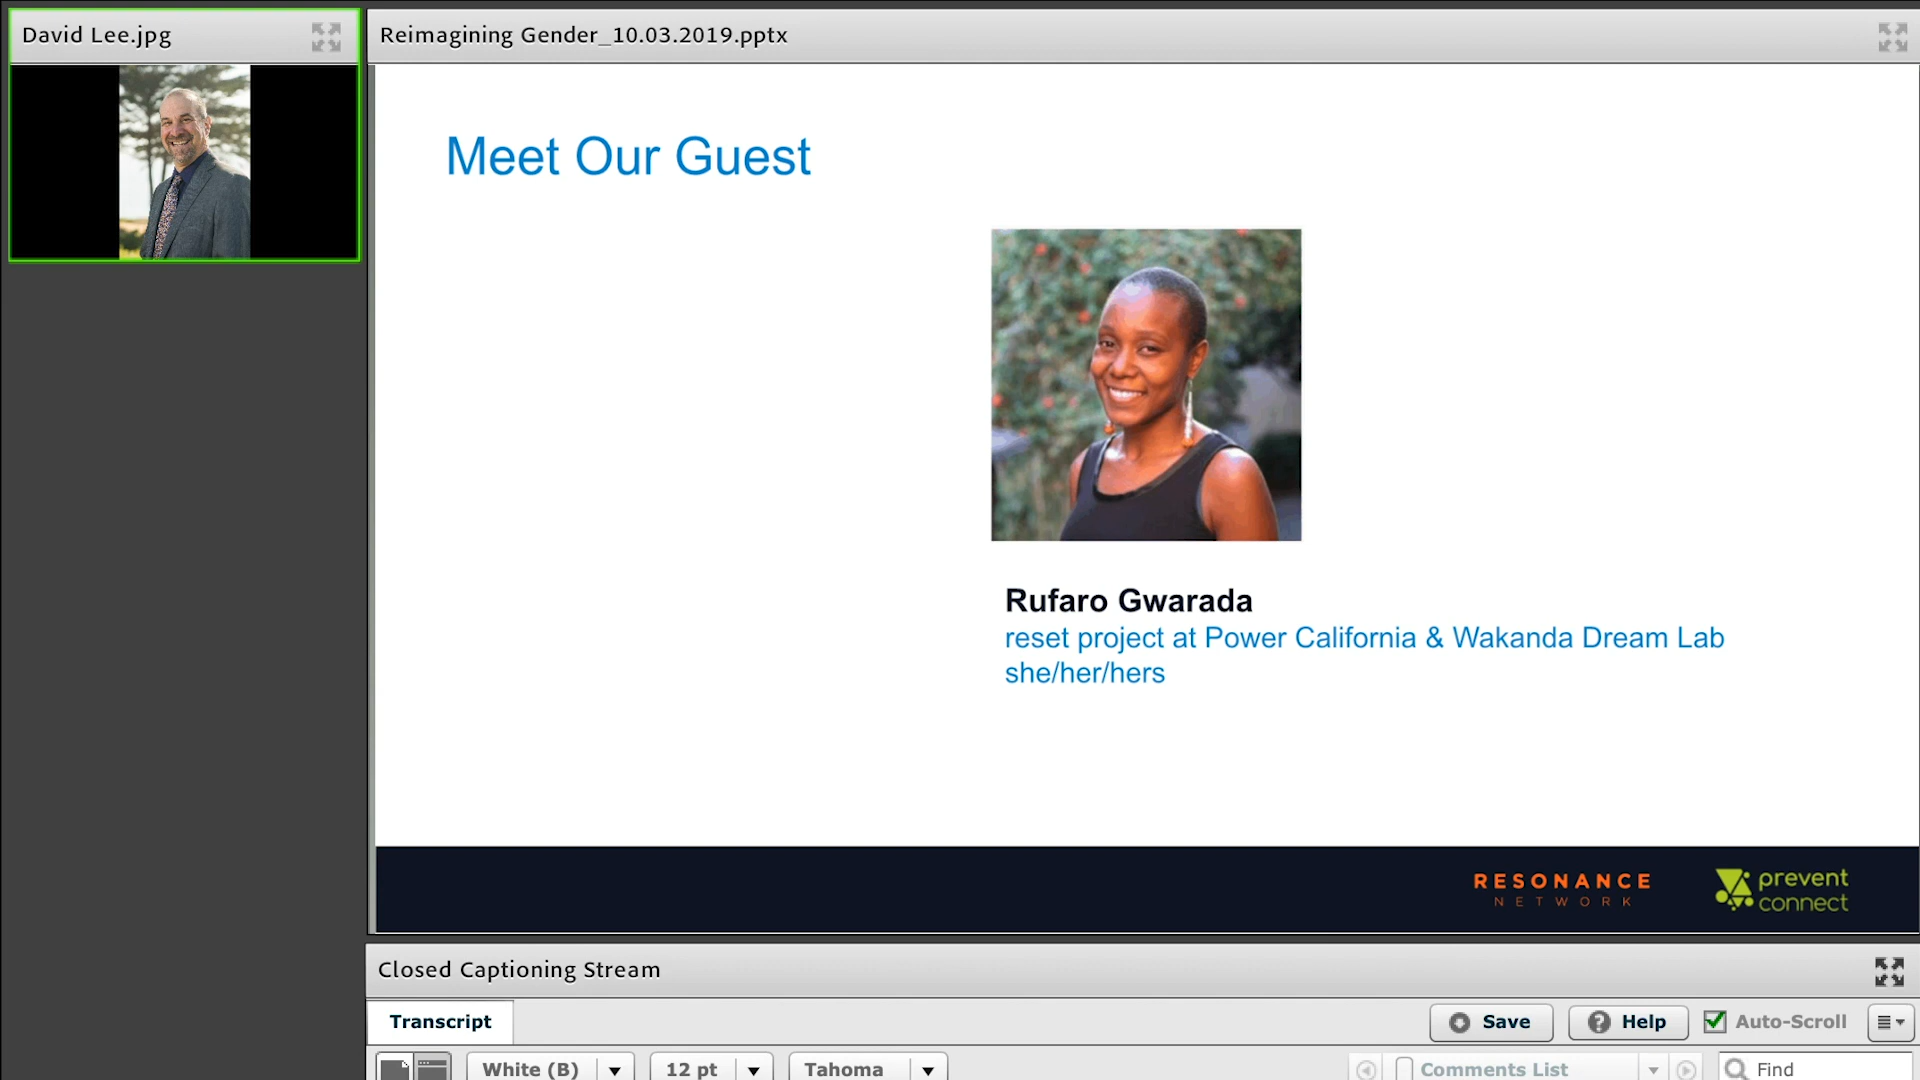 David Lee.jpg
Reimagining Gender_10.03.2019.pptx
Meet Our Guest
Rufaro Gwarada
reset project at Power California & Wakanda Dream Lab
she/her/hers
RESONANCE
NETWORK
prevent
connect
Closed Captioning Stream
Transcript
Save
Help
Auto-Scroll
White (B)
12 pt
Tahoma
Comments List
Find